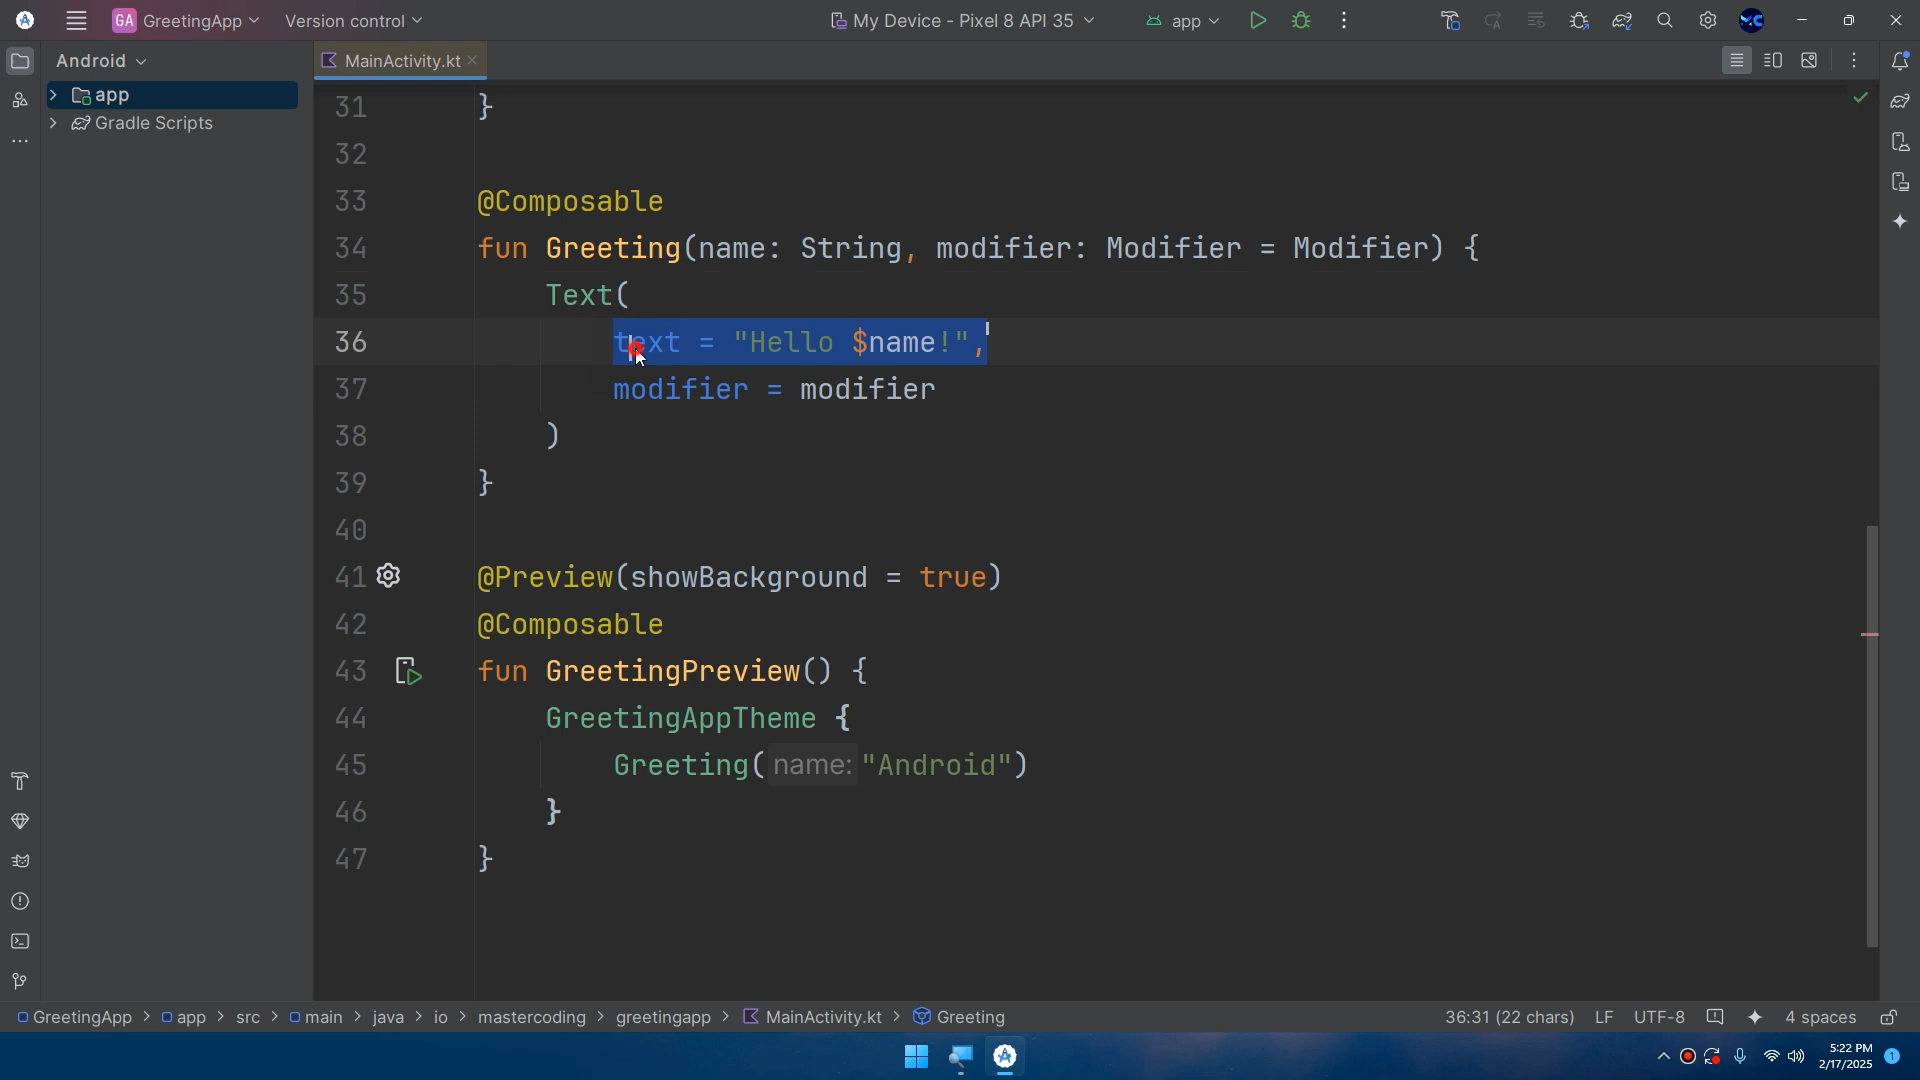 GA GreetingApp Version control My Device - Pixel 8 API 35 app
Android MainActivity.kt
app
Gradle Scripts
31 }
32
33 @Composable
34 fun Greeting(name: String, modifier: Modifier = Modifier) {
35 Text(
36 text = "Hello $name!",
37 modifier = modifier
38 )
39 }
40
41 @Preview(showBackground = true)
42 @Composable
43 fun GreetingPreview() {
44 GreetingAppTheme {
45 Greeting( name: "Android")
46 }
47 }
GreetingApp > app > src > main > java > io > mastercoding > greetingapp > MainActivity.kt > Greeting 36:31 (22 chars) LF UTF-8 4 spaces
5:22 PM
2/17/2025 1